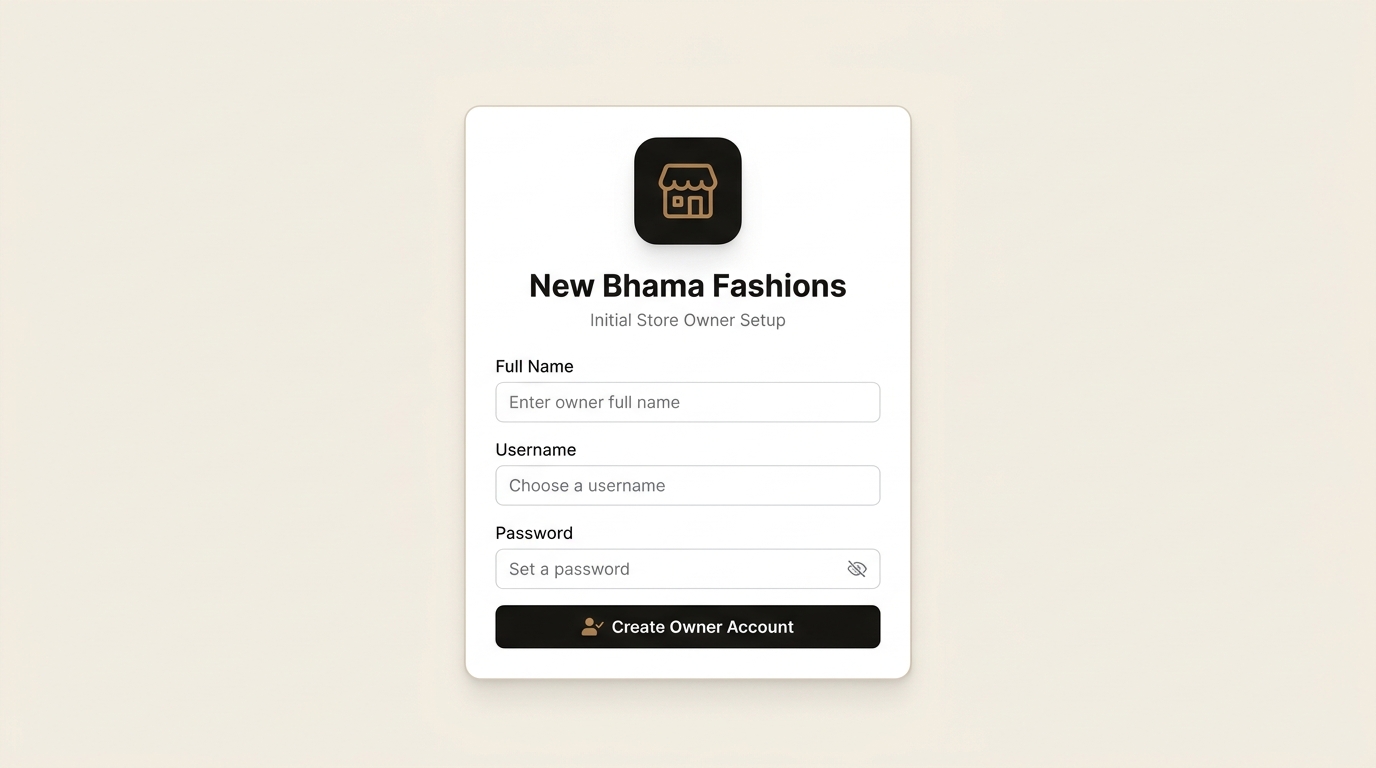 New Bhama Fashions
Initial Store Owner Setup
Full Name
Enter owner full name
Username
Choose a username
Password
Set a password
Create Owner Account